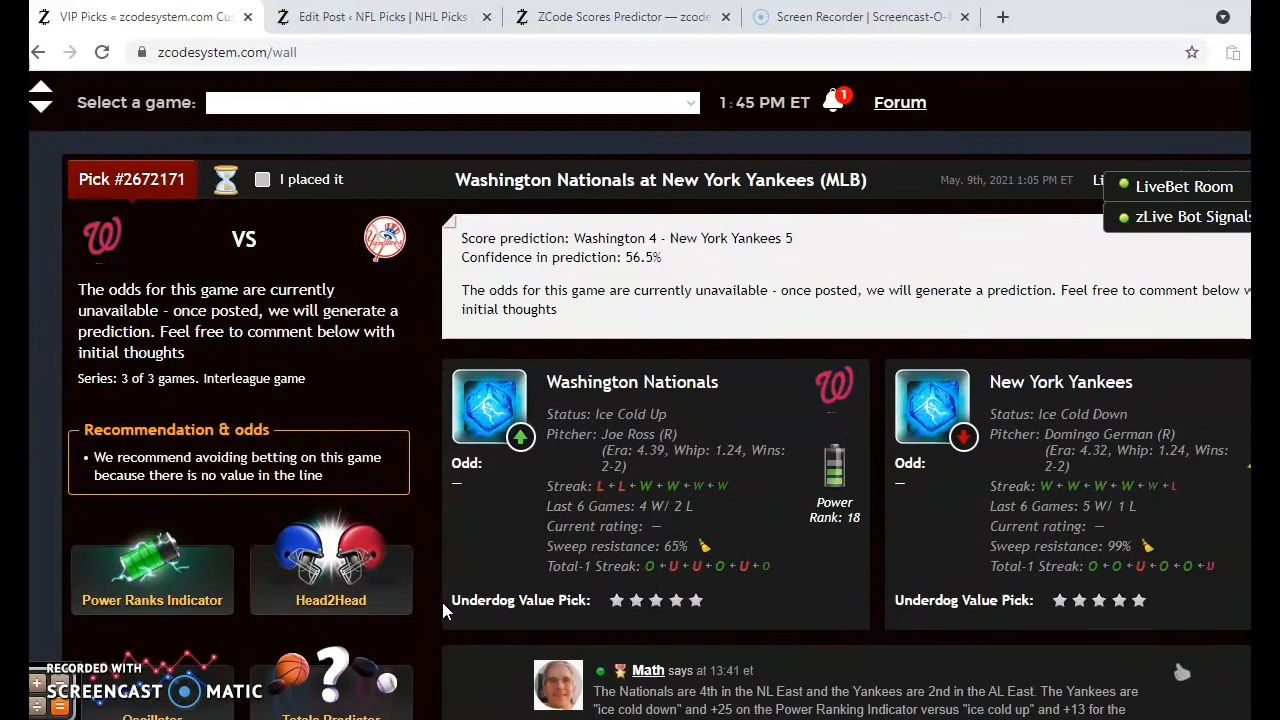 VIP Picks « zcodesystem.com Cus
Edit Post ‹ NFL Picks | NHL Picks
ZCode Scores Predictor — zcode
Screen Recorder | Screencast-O-
zcodesystem.com/wall
Select a game:
1:45 PM ET
1
Forum
Pick #2672171
I placed it
Washington Nationals at New York Yankees (MLB)
May. 9th, 2021 1:05 PM ET
Li
LiveBet Room
zLive Bot Signals
VS
Score prediction: Washington 4 - New York Yankees 5
Confidence in prediction: 56.5%
The odds for this game are currently unavailable - once posted, we will generate a prediction. Feel free to comment below w
initial thoughts
The odds for this game are currently
unavailable - once posted, we will generate a
prediction. Feel free to comment below with
initial thoughts
Series: 3 of 3 games. Interleague game
Recommendation & odds
• We recommend avoiding betting on this game
because there is no value in the line
Power Ranks Indicator
Head2Head
Oscillator
Totals Predictor
Washington Nationals
Status: Ice Cold Up
Pitcher: Joe Ross (R)
(Era: 4.39, Whip: 1.24, Wins:
2-2)
Odd:
—
Streak: L ← L ← W ← W ← W ← W
Last 6 Games: 4 W/ 2 L
Current rating: —
Sweep resistance: 65%
Total-1 Streak: O ← U ← U ← O ← U ← O
Power
Rank: 18
Underdog Value Pick:
New York Yankees
Status: Ice Cold Down
Pitcher: Domingo German (R)
(Era: 4.32, Whip: 1.24, Wins:
2-2)
Odd:
—
Streak: W ← W ← W ← W ← W ← L
Last 6 Games: 5 W/ 1 L
Current rating: —
Sweep resistance: 99%
Total-1 Streak: O ← O ← U ← O ← O ← U
Underdog Value Pick:
Math says at 13:41 et
The Nationals are 4th in the NL East and the Yankees are 2nd in the AL East. The Yankees are
"ice cold down" and +25 on the Power Ranking Indicator versus "ice cold up" and +13 for the
RECORDED WITH
SCREENCAST MATIC